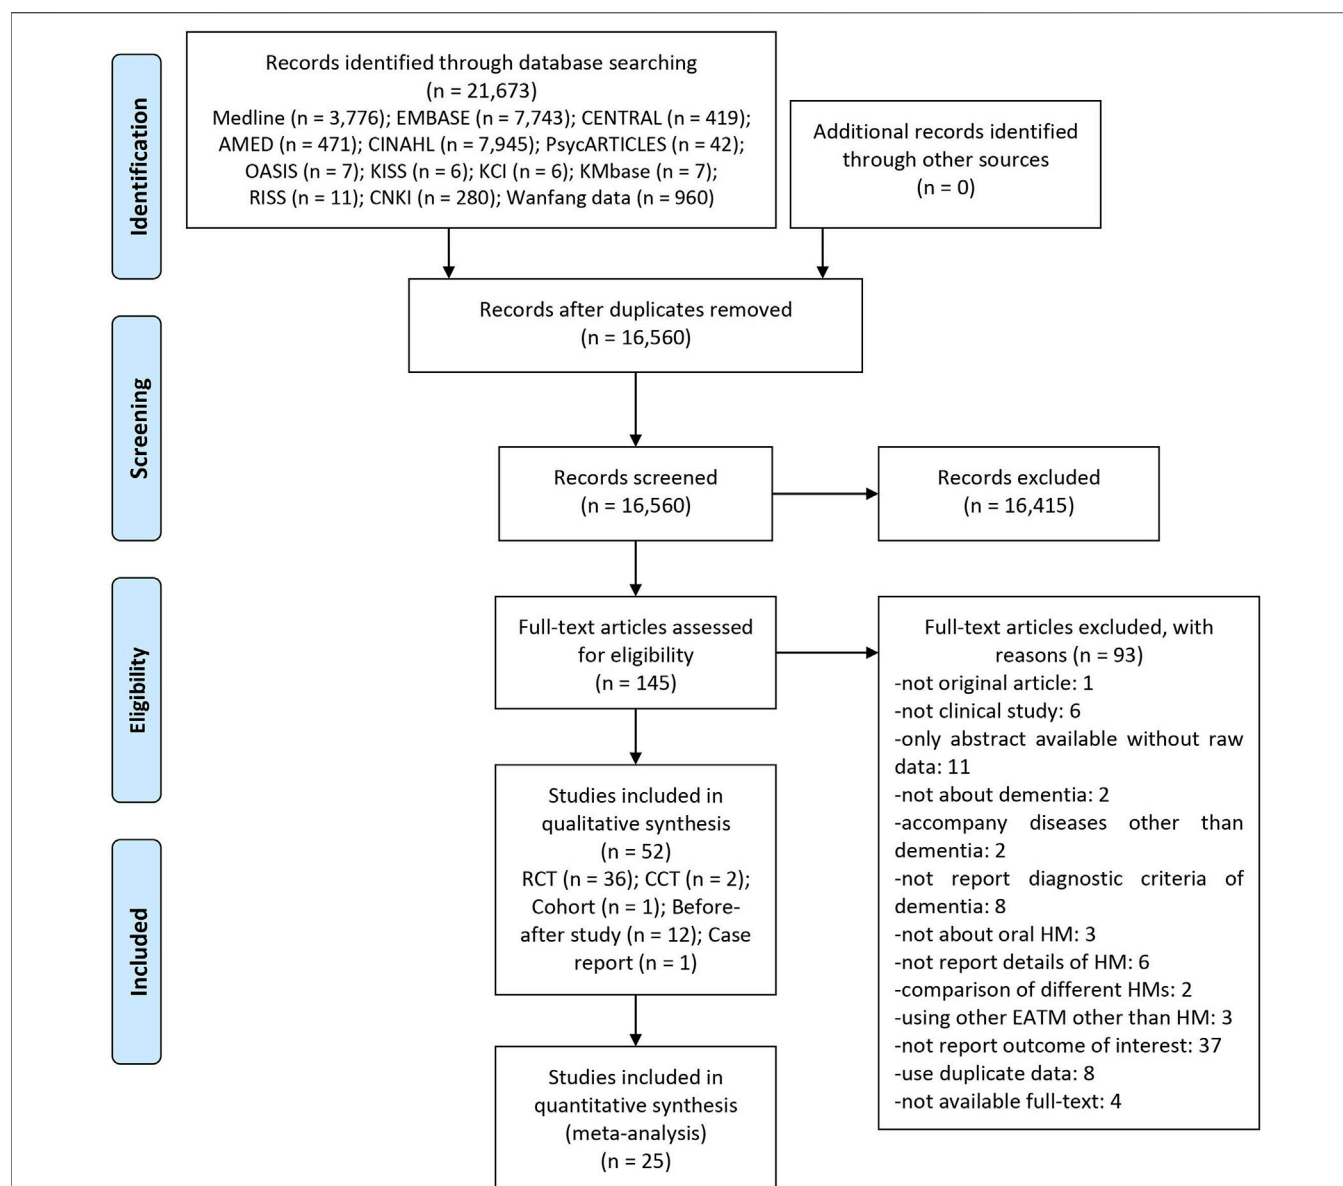 Identification
Records identified through database searching
(n = 21,673)
Medline (n = 3,776); EMBASE (n = 7,743); CENTRAL (n = 419);
AMED (n = 471); CINAHL (n = 7,945); PsycARTICLES (n = 42);
OASIS (n = 7); KISS (n = 6); KCI (n = 6); KMbase (n = 7);
RISS (n = 11); CNKI (n = 280); Wanfang data (n = 960)
Additional records identified
through other sources
(n = 0)
Records after duplicates removed
(n = 16,560)
Screening
Records screened
(n = 16,560)
Records excluded
(n = 16,415)
Eligibility
Full-text articles assessed
for eligibility
(n = 145)
Full-text articles excluded, with
reasons (n = 93)
-not original article: 1
-not clinical study: 6
-only abstract available without raw
data: 11
-not about dementia: 2
-accompany diseases other than
dementia: 2
-not report diagnostic criteria of
dementia: 8
-not about oral HM: 3
-not report details of HM: 6
-comparison of different HMs: 2
-using other EATM other than HM: 3
-not report outcome of interest: 37
-use duplicate data: 8
-not available full-text: 4
Included
Studies included in
qualitative synthesis
(n = 52)
RCT (n = 36); CCT (n = 2);
Cohort (n = 1); Before-
after study (n = 12); Case
report (n = 1)
Studies included in
quantitative synthesis
(meta-analysis)
(n = 25)